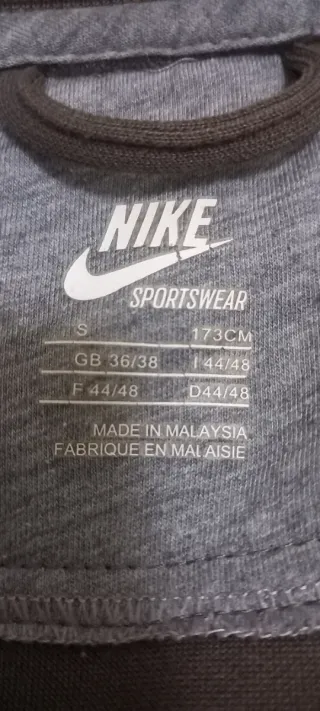 NIKE
SPORTSWEAR
S 173CM
GB 36/38 I 44/48
F 44/48 D44/48
MADE IN MALAYSIA
FABRIQUE EN MALAISIE